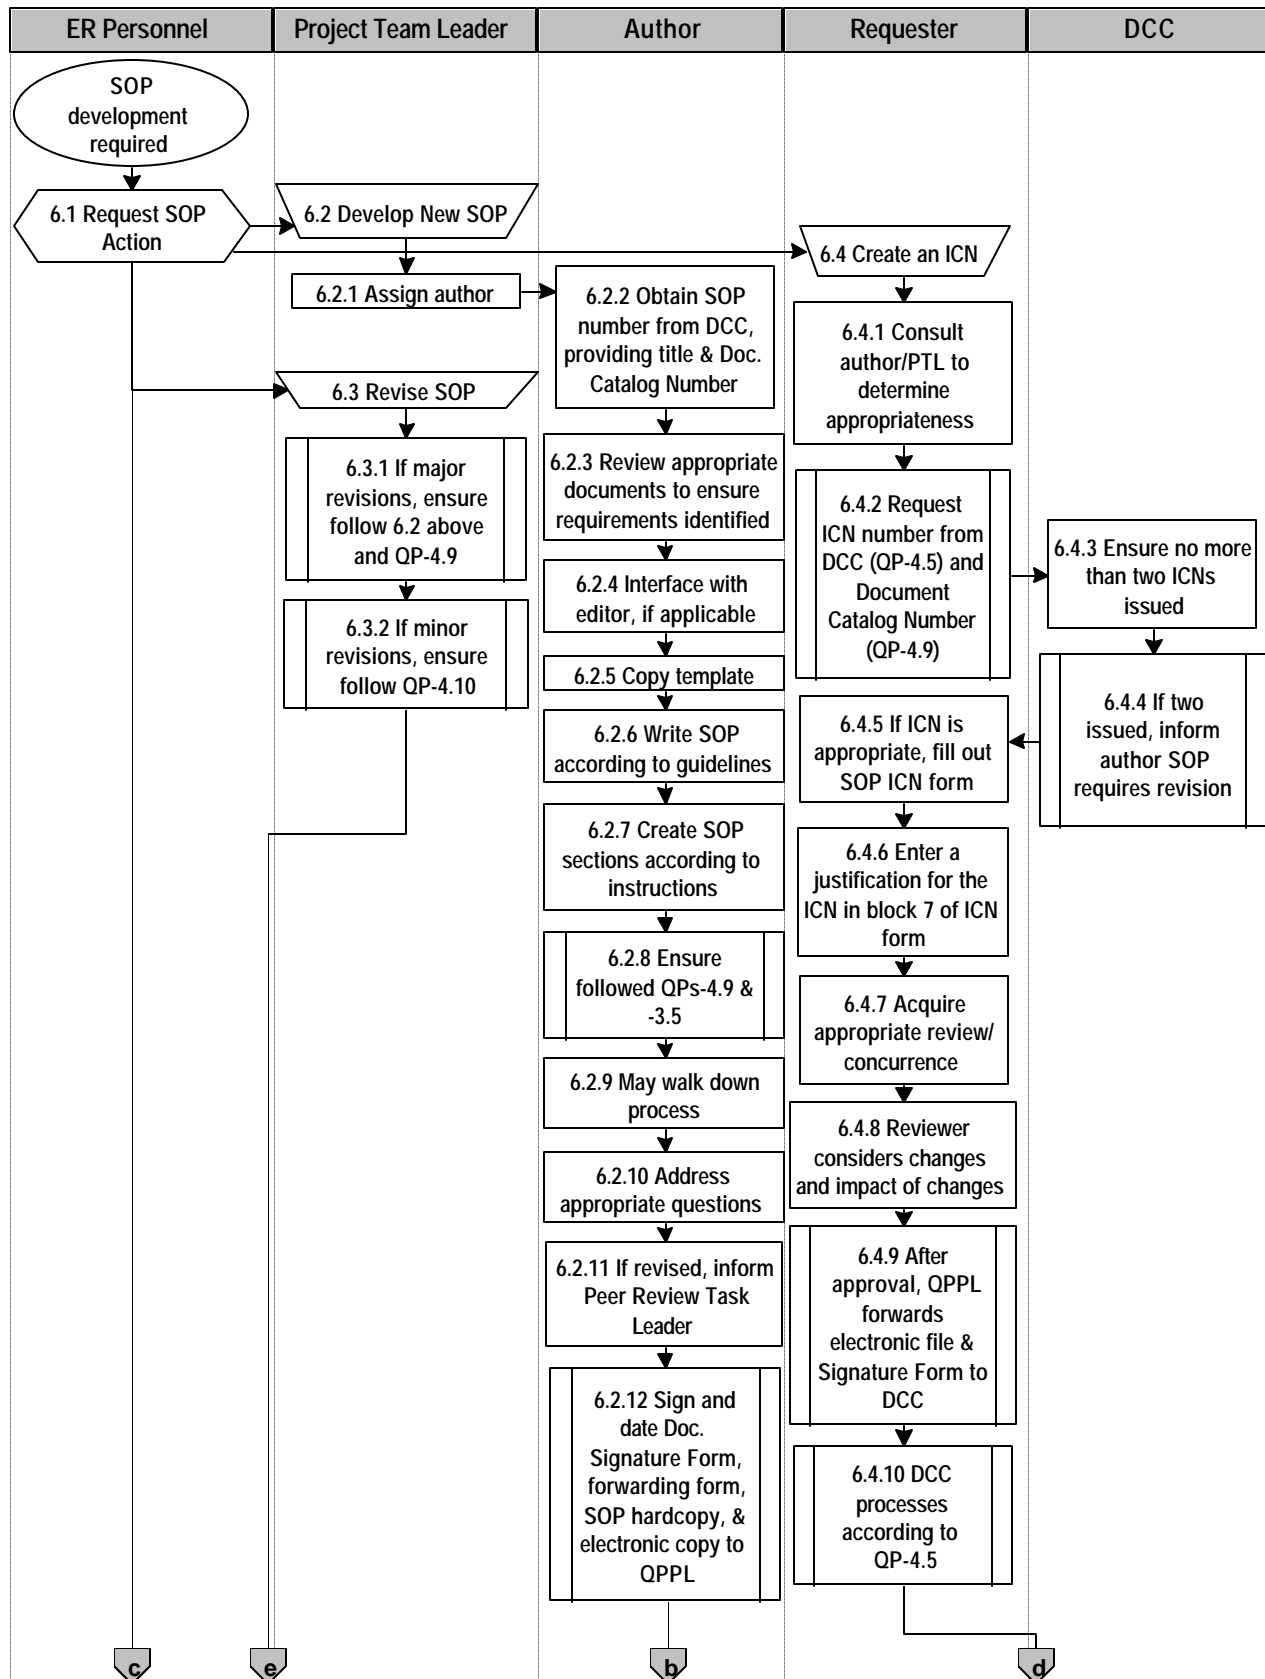 ER Personnel
Project Team Leader
Author
Requester
DCC
SOP
development
required
6.1 Request SOP
Action
6.2 Develop New SOP
6.2.1 Assign author
6.3 Revise SOP
6.3.1 If major
revisions, ensure
follow 6.2 above
and QP-4.9
6.3.2 If minor
revisions, ensure
follow QP-4.10
6.2.2 Obtain SOP
number from DCC,
providing title & Doc.
Catalog Number
6.2.3 Review appropriate
documents to ensure
requirements identified
6.2.4 Interface with
editor, if applicable
6.2.5 Copy template
6.2.6 Write SOP
according to guidelines
6.2.7 Create SOP
sections according to
instructions
6.2.8 Ensure
followed QPs-4.9 &
-3.5
6.2.9 May walk down
process
6.2.10 Address
appropriate questions
6.2.11 If revised, inform
Peer Review Task
Leader
6.2.12 Sign and
date Doc.
Signature Form,
forwarding form,
SOP hardcopy, &
electronic copy to
QPPL
6.4 Create an ICN
6.4.1 Consult
author/PTL to
determine
appropriateness
6.4.2 Request
ICN number from
DCC (QP-4.5) and
Document
Catalog Number
(QP-4.9)
6.4.3 Ensure no more
than two ICNs
issued
6.4.4 If two
issued, inform
author SOP
requires revision
6.4.5 If ICN is
appropriate, fill out
SOP ICN form
6.4.6 Enter a
justification for the
ICN in block 7 of ICN
form
6.4.7 Acquire
appropriate review/
concurrence
6.4.8 Reviewer
considers changes
and impact of changes
6.4.9 After
approval, QPPL
forwards
electronic file &
Signature Form to
DCC
6.4.10 DCC
processes
according to
QP-4.5
c
e
b
d